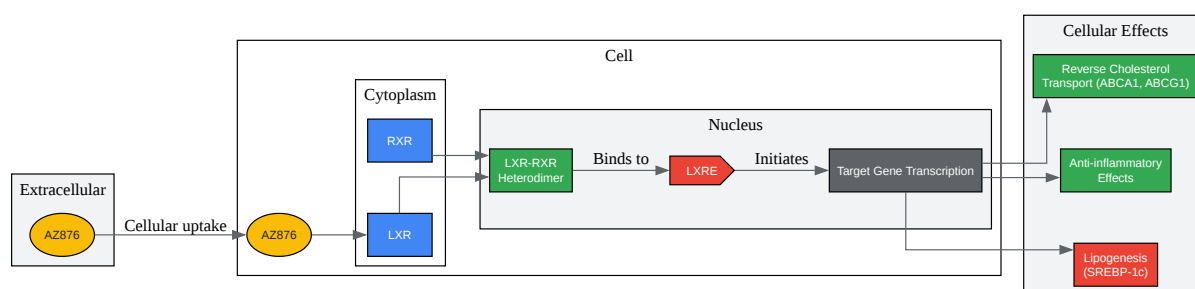 Cellular Effects
Cell
Reverse Cholesterol
Transport (ABCA1, ABCG1)
Cytoplasm
Nucleus
RXR
LXR-RXR
Heterodimer
Binds to
LXRE
Initiates
Target Gene Transcription
Anti-inflammatory
Effects
Extracellular
AZ876
Cellular uptake
AZ876
LXR
Lipogenesis
(SREBP-1c)